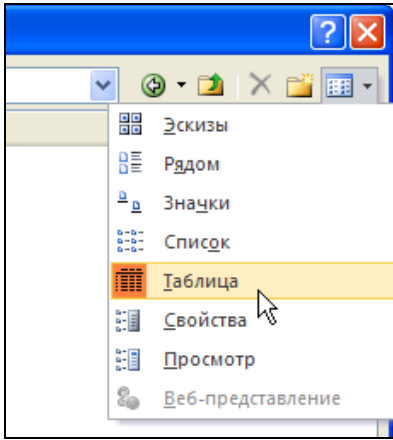 Эскизы
Рядом
Значки
Список
Таблица
Свойства
Просмотр
Веб-представление